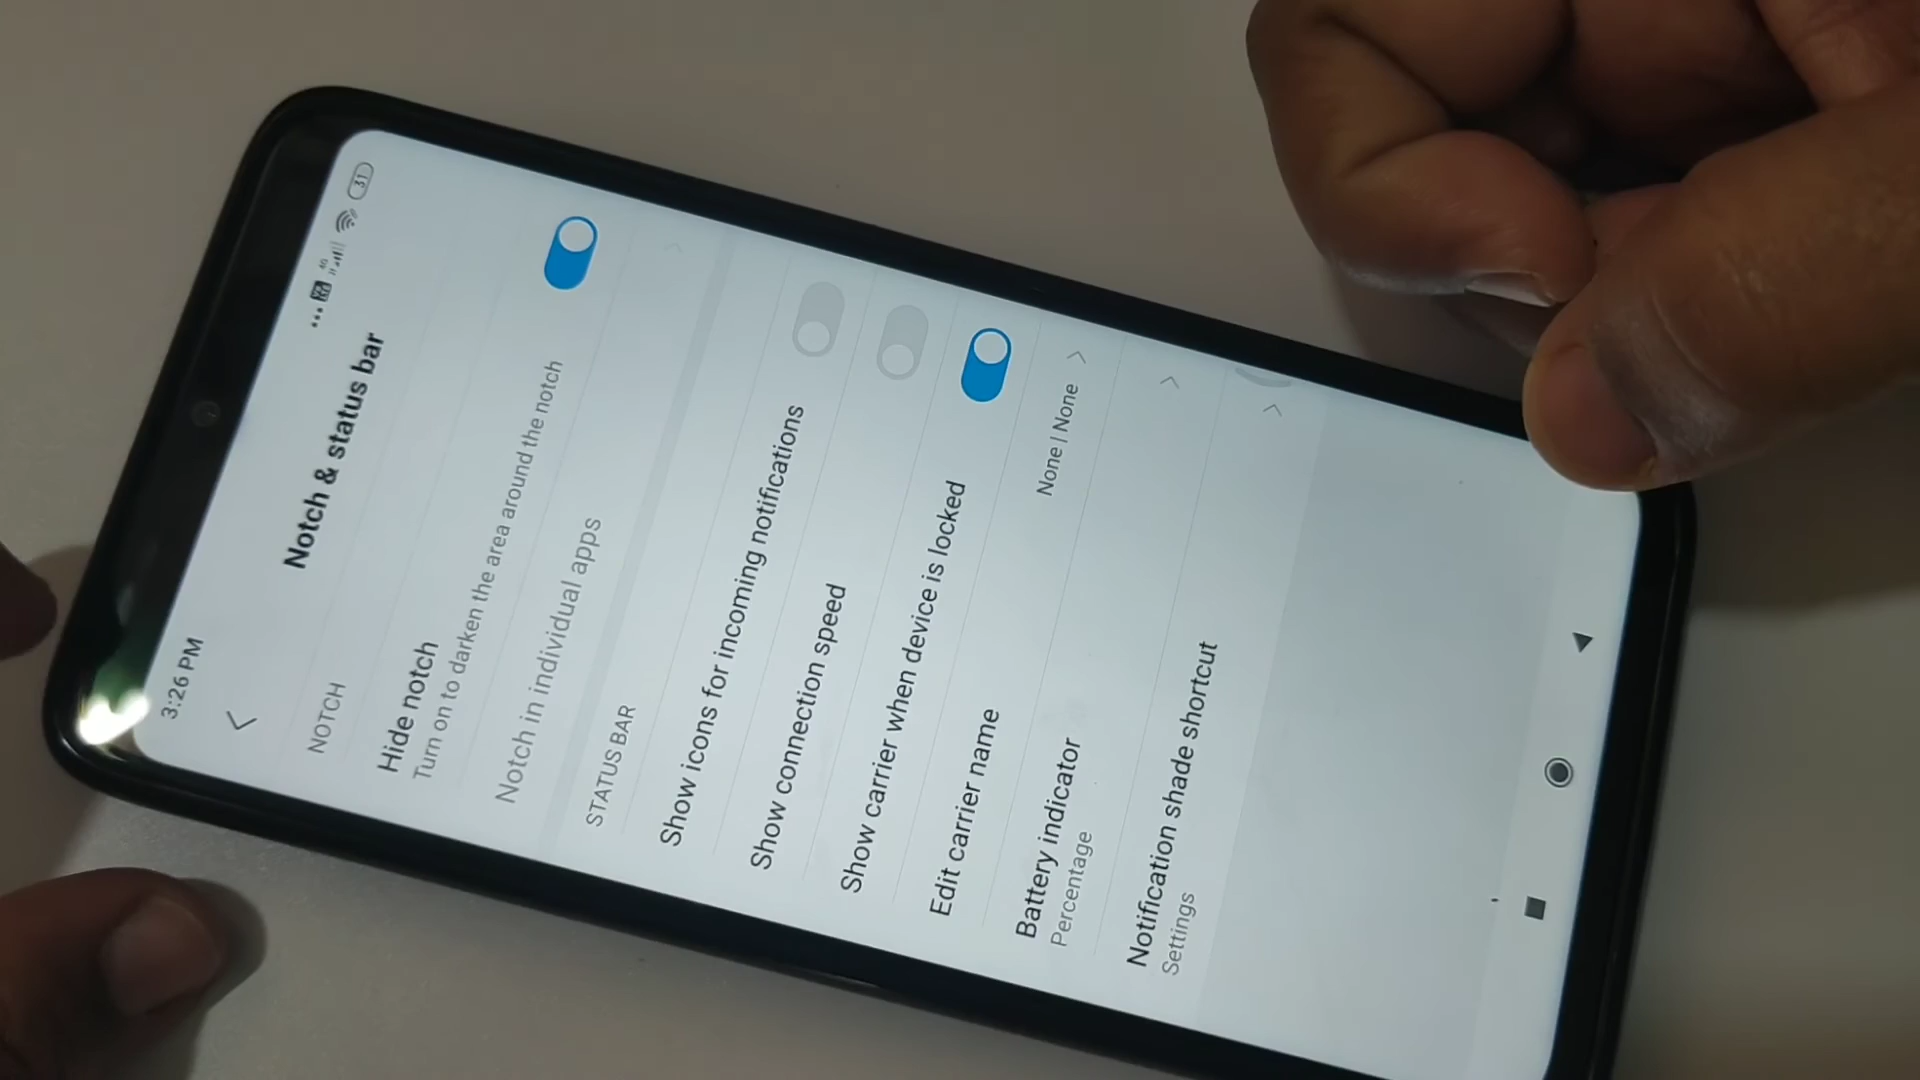 3:26 PM
4G
31
Notch & status bar
NOTCH
Hide notch
Turn on to darken the area around the notch
Notch in individual apps
STATUS BAR
Show icons for incoming notifications
Show connection speed
Show carrier when device is locked
Edit carrier name
None | None
Battery indicator
Percentage
Notification shade shortcut
Settings